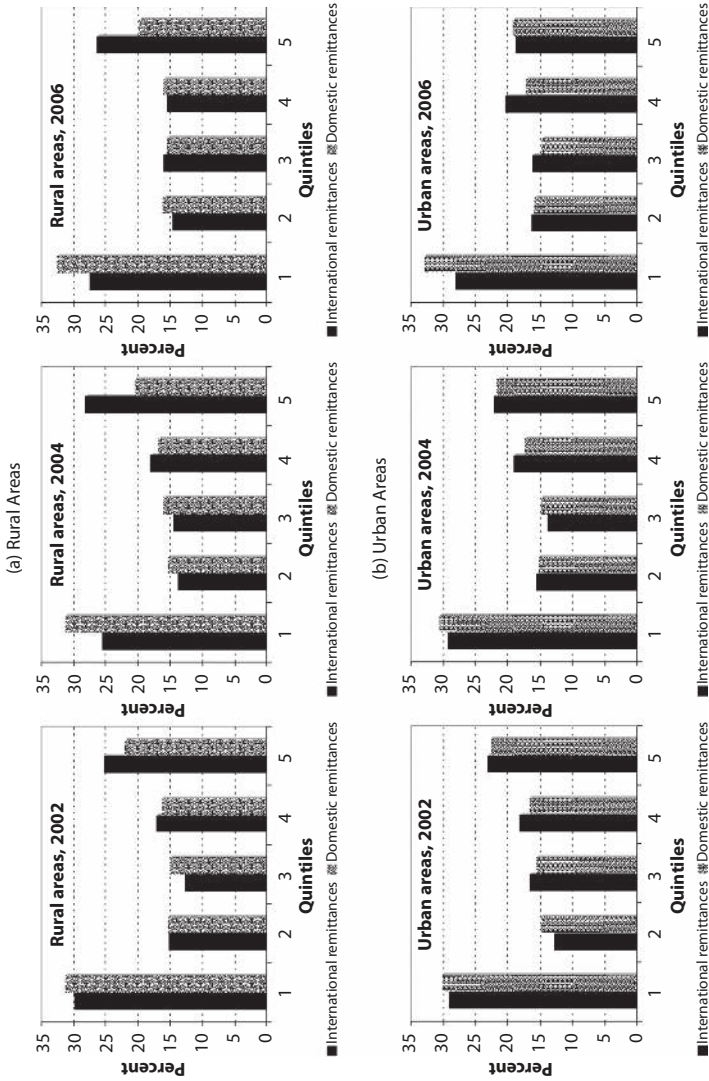 (a) Rural Areas
Rural areas, 2002
35
30
25
20
15
10
5
0
Percent
1 2 3 4 5
Quintiles
International remittances Domestic remittances
Rural areas, 2004
35
30
25
20
15
10
5
0
Percent
1 2 3 4 5
Quintiles
International remittances Domestic remittances
Rural areas, 2006
35
30
25
20
15
10
5
0
Percent
1 2 3 4 5
Quintiles
International remittances Domestic remittances
(b) Urban Areas
Urban areas, 2002
35
30
25
20
15
10
5
0
Percent
1 2 3 4 5
Quintiles
International remittances Domestic remittances
Urban areas, 2004
35
30
25
20
15
10
5
0
Percent
1 2 3 4 5
Quintiles
International remittances Domestic remittances
Urban areas, 2006
35
30
25
20
15
10
5
0
Percent
1 2 3 4 5
Quintiles
International remittances Domestic remittances